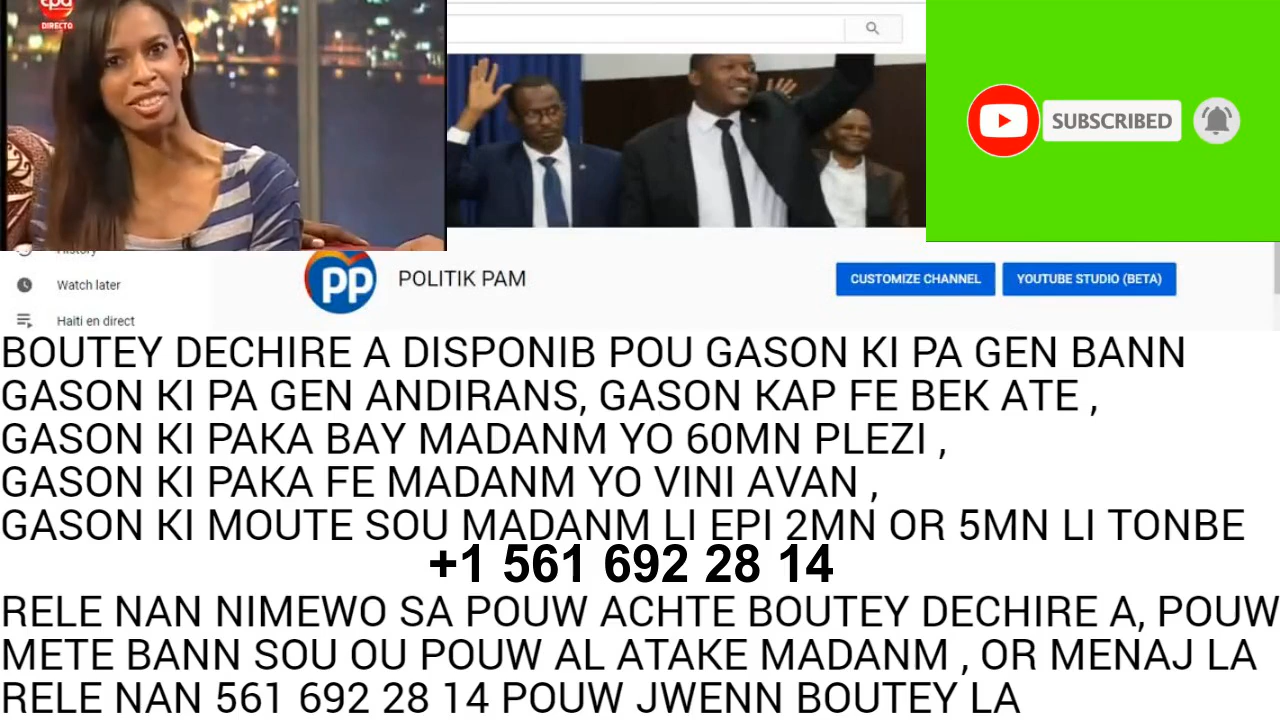 epa
DIRECTO
SUBSCRIBED
History
Watch later
Haiti en direct
PP
POLITIK PAM
CUSTOMIZE CHANNEL
YOUTUBE STUDIO (BETA)
BOUTEY DECHIRE A DISPONIB POU GASON KI PA GEN BANN
GASON KI PA GEN ANDIRANS, GASON KAP FE BEK ATE ,
GASON KI PAKA BAY MADANM YO 60MN PLEZI ,
GASON KI PAKA FE MADANM YO VINI AVAN ,
GASON KI MOUTE SOU MADANM LI EPI 2MN OR 5MN LI TONBE
+1 561 692 28 14
RELE NAN NIMEWO SA POUW ACHTE BOUTEY DECHIRE A, POUW
METE BANN SOU OU POUW AL ATAKE MADANM , OR MENAJ LA
RELE NAN 561 692 28 14 POUW JWENN BOUTEY LA